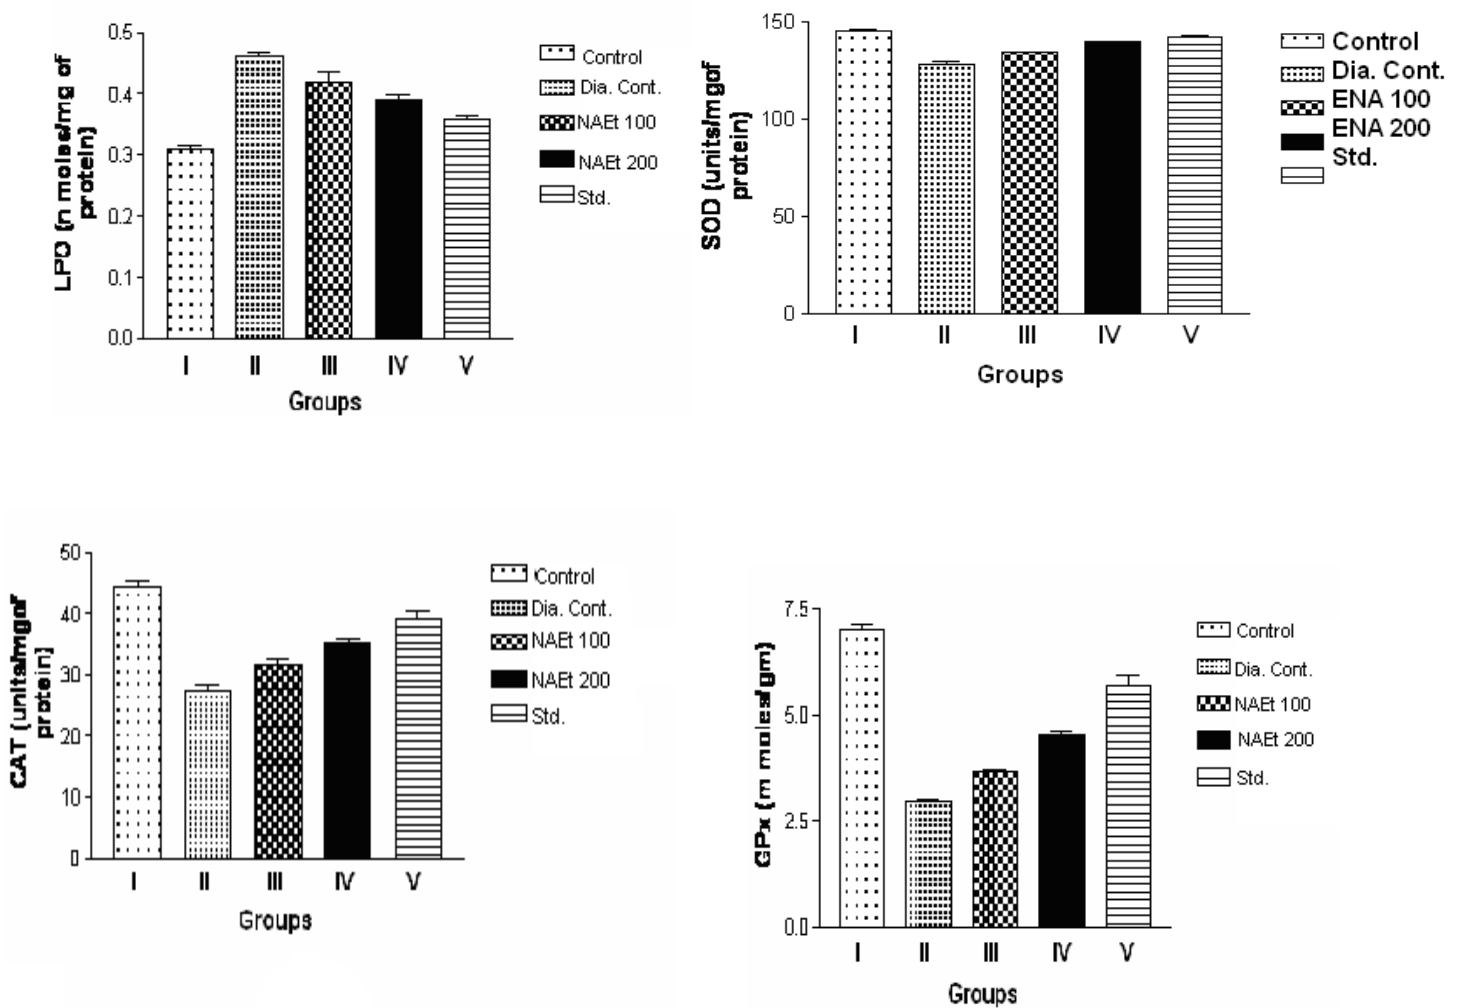 0.5
0.4
0.3
0.2
0.1
0.0
LPO (n moles/mg of
protein)
I II III IV V
Groups
Control
Dia. Cont.
NAEt 100
NAEt 200
Std.
150
100
50
0
SOD (units/mgof
protein)
I II III IV V
Groups
Control
Dia. Cont.
ENA 100
ENA 200
Std.
50
40
30
20
10
0
CAT (units/mgof
protein)
I II III IV V
Groups
Control
Dia. Cont.
NAEt 100
NAEt 200
Std.
7.5
5.0
2.5
0.0
GPx (m moles/gm)
I II III IV V
Groups
Control
Dia. Cont.
NAEt 100
NAEt 200
Std.